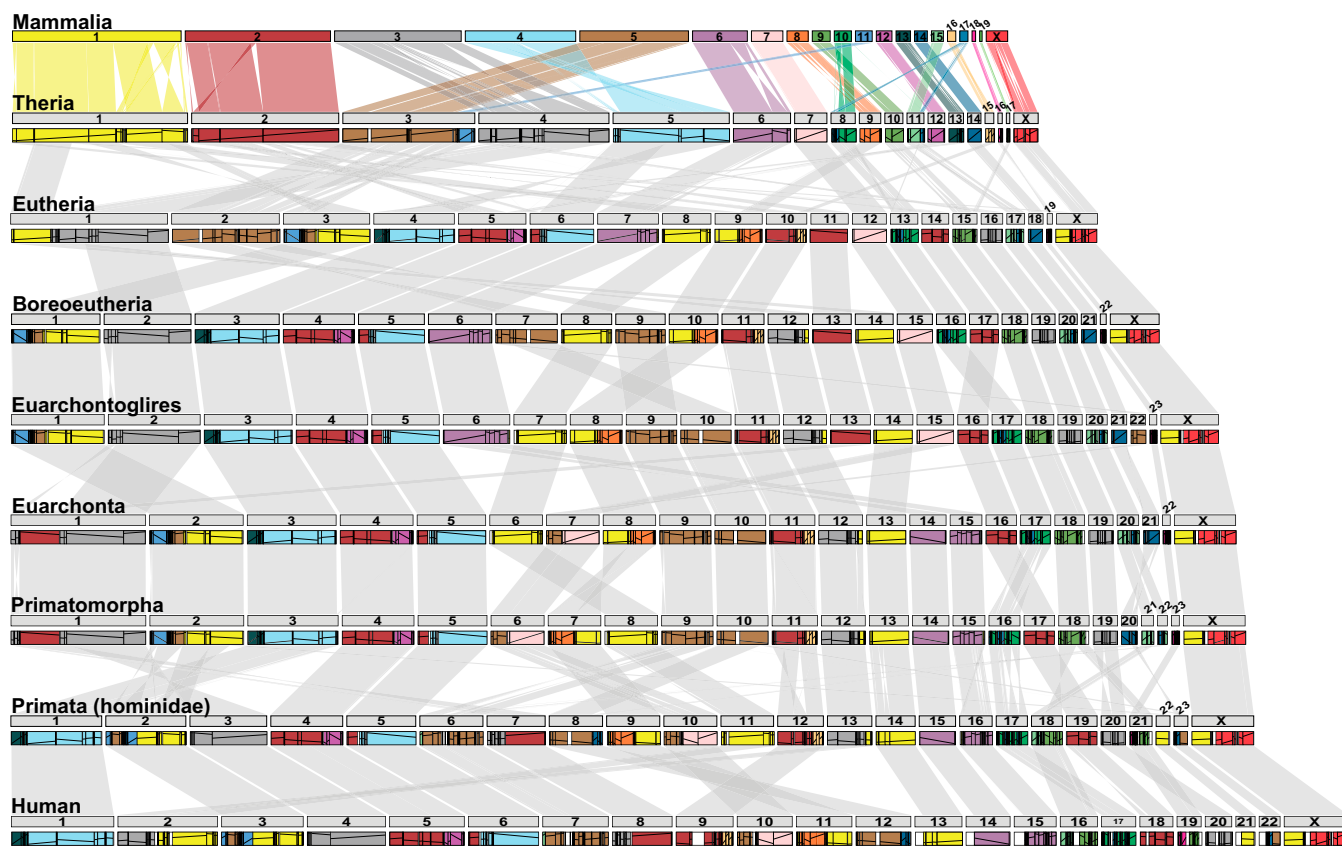 Mammalia
1 2 3 4 5 6 7 8 9 10 11 12 13 14 15 16 17 18 19 X
Theria
1 2 3 4 5 6 7 8 9 10 11 12 13 14 15 16 17 X
Eutheria
1 2 3 4 5 6 7 8 9 10 11 12 13 14 15 16 17 18 19 X
Boreoeutheria
1 2 3 4 5 6 7 8 9 10 11 12 13 14 15 16 17 18 19 20 21 22 X
Euarchontoglires
1 2 3 4 5 6 7 8 9 10 11 12 13 14 15 16 17 18 19 20 21 22 23 X
Euarchonta
1 2 3 4 5 6 7 8 9 10 11 12 13 14 15 16 17 18 19 20 21 22 X
Primatomorpha
1 2 3 4 5 6 7 8 9 10 11 12 13 14 15 16 17 18 19 20 21 22 23 X
Primata (hominidae)
1 2 3 4 5 6 7 8 9 10 11 12 13 14 15 16 17 18 19 20 21 22 23 X
Human
1 2 3 4 5 6 7 8 9 10 11 12 13 14 15 16 17 18 19 20 21 22 X